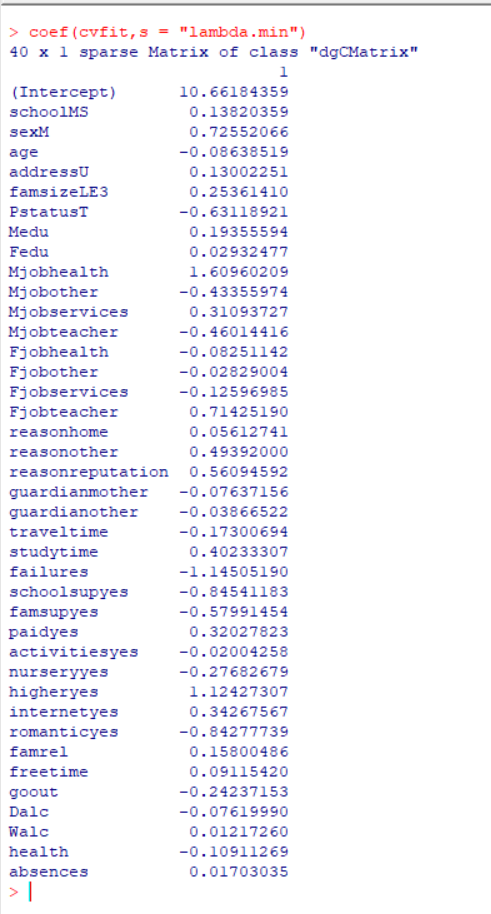 > coef(cvfit,s = "lambda.min")
40 x 1 sparse Matrix of class "dgCMatrix"
1
(Intercept) 10.66184359
schoolMS 0.13820359
sexM 0.72552066
age -0.08638519
addressU 0.13002251
famsizeLE3 0.25361410
PstatusT -0.63118921
Medu 0.19355594
Fedu 0.02932477
Mjobhealth 1.60960209
Mjobother -0.43355974
Mjobservices 0.31093727
Mjobteacher -0.46014416
Fjobhealth -0.08251142
Fjobother -0.02829004
Fjobservices -0.12596985
Fjobteacher 0.71425190
reasonhome 0.05612741
reasonother 0.49392000
reasonreputation 0.56094592
guardianmother -0.07637156
guardianother -0.03866522
traveltime -0.17300694
studytime 0.40233307
failures -1.14505190
schoolsupyes -0.84541183
famsupyes -0.57991454
paidyes 0.32027823
activitiesyes -0.02004258
nurseryyes -0.27682679
higheryes 1.12427307
internetyes 0.34267567
romanticyes -0.84277739
famrel 0.15800486
freetime 0.09115420
goout -0.24237153
Dalc -0.07619990
Walc 0.01217260
health -0.10911269
absences 0.01703035
>